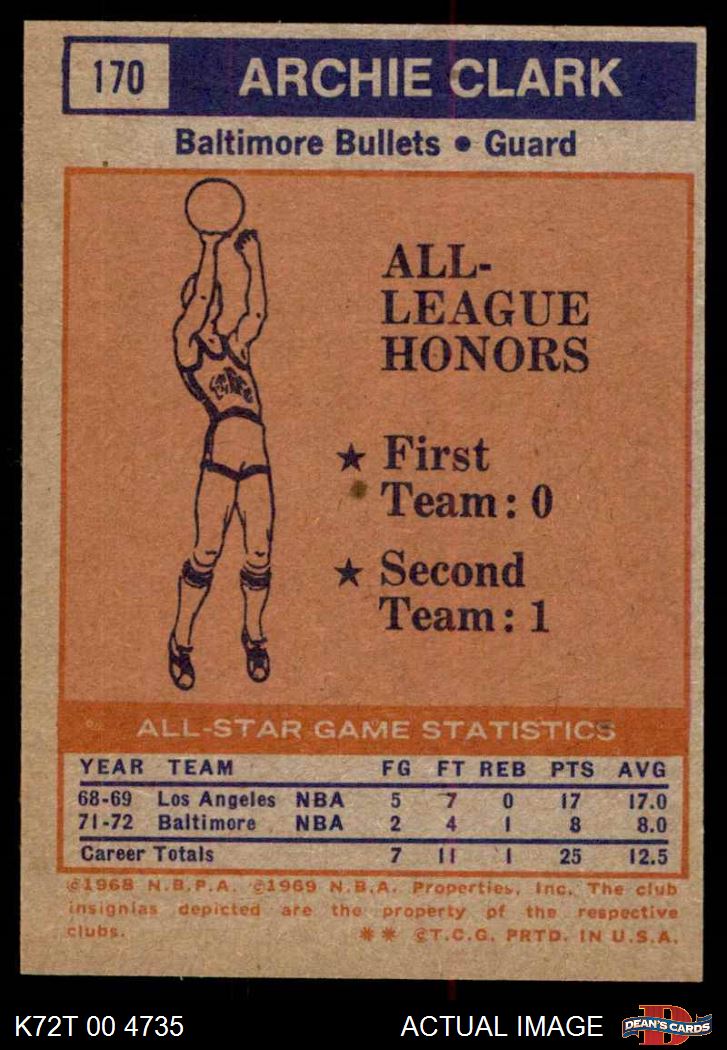 170 ARCHIE CLARK
Baltimore Bullets • Guard
ALL-
LEAGUE
HONORS
★ First
Team: 0
★ Second
Team: 1
ALL-STAR GAME STATISTICS
YEAR TEAM FG FT REB PTS AVG
68-69 Los Angeles NBA 5 7 0 17 17.0
71-72 Baltimore NBA 2 4 1 8 8.0
Career Totals 7 11 1 25 12.5
©1968 N.B.P.A. ©1969 N.B.A. Properties, Inc. The club
insignias depicted are the property of the respective
clubs. ** ©T.C.G. PRTD. IN U.S.A.
K72T 00 4735 ACTUAL IMAGE DEAN'S CARDS